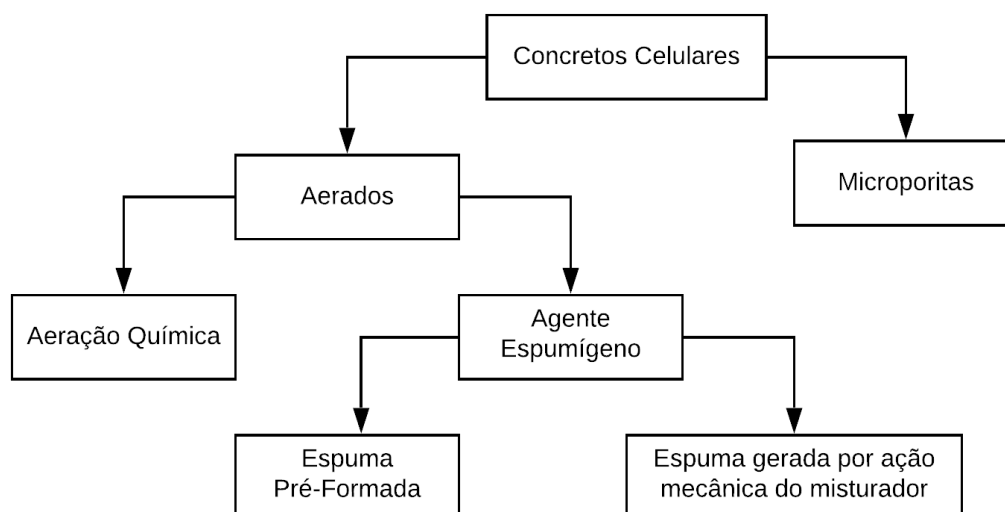 Concretos Celulares
Aerados
Microporitas
Aeração Química
Agente
Espumígeno
Espuma
Pré-Formada
Espuma gerada por ação
mecânica do misturador